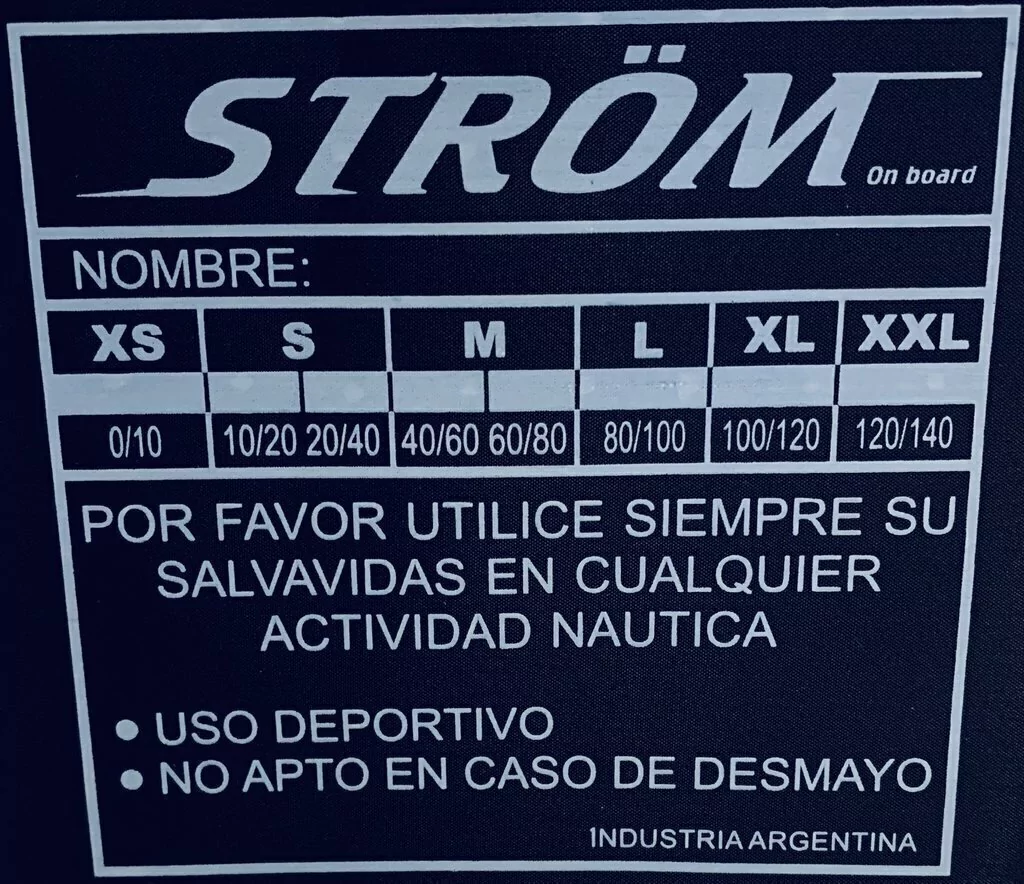 STRÖM
On board
NOMBRE:
XS S M L XL XXL
0/10 10/20 20/40 40/60 60/80 80/100 100/120 120/140
POR FAVOR UTILICE SIEMPRE SU
SALVAVIDAS EN CUALQUIER
ACTIVIDAD NAUTICA
• USO DEPORTIVO
• NO APTO EN CASO DE DESMAYO
INDUSTRIA ARGENTINA